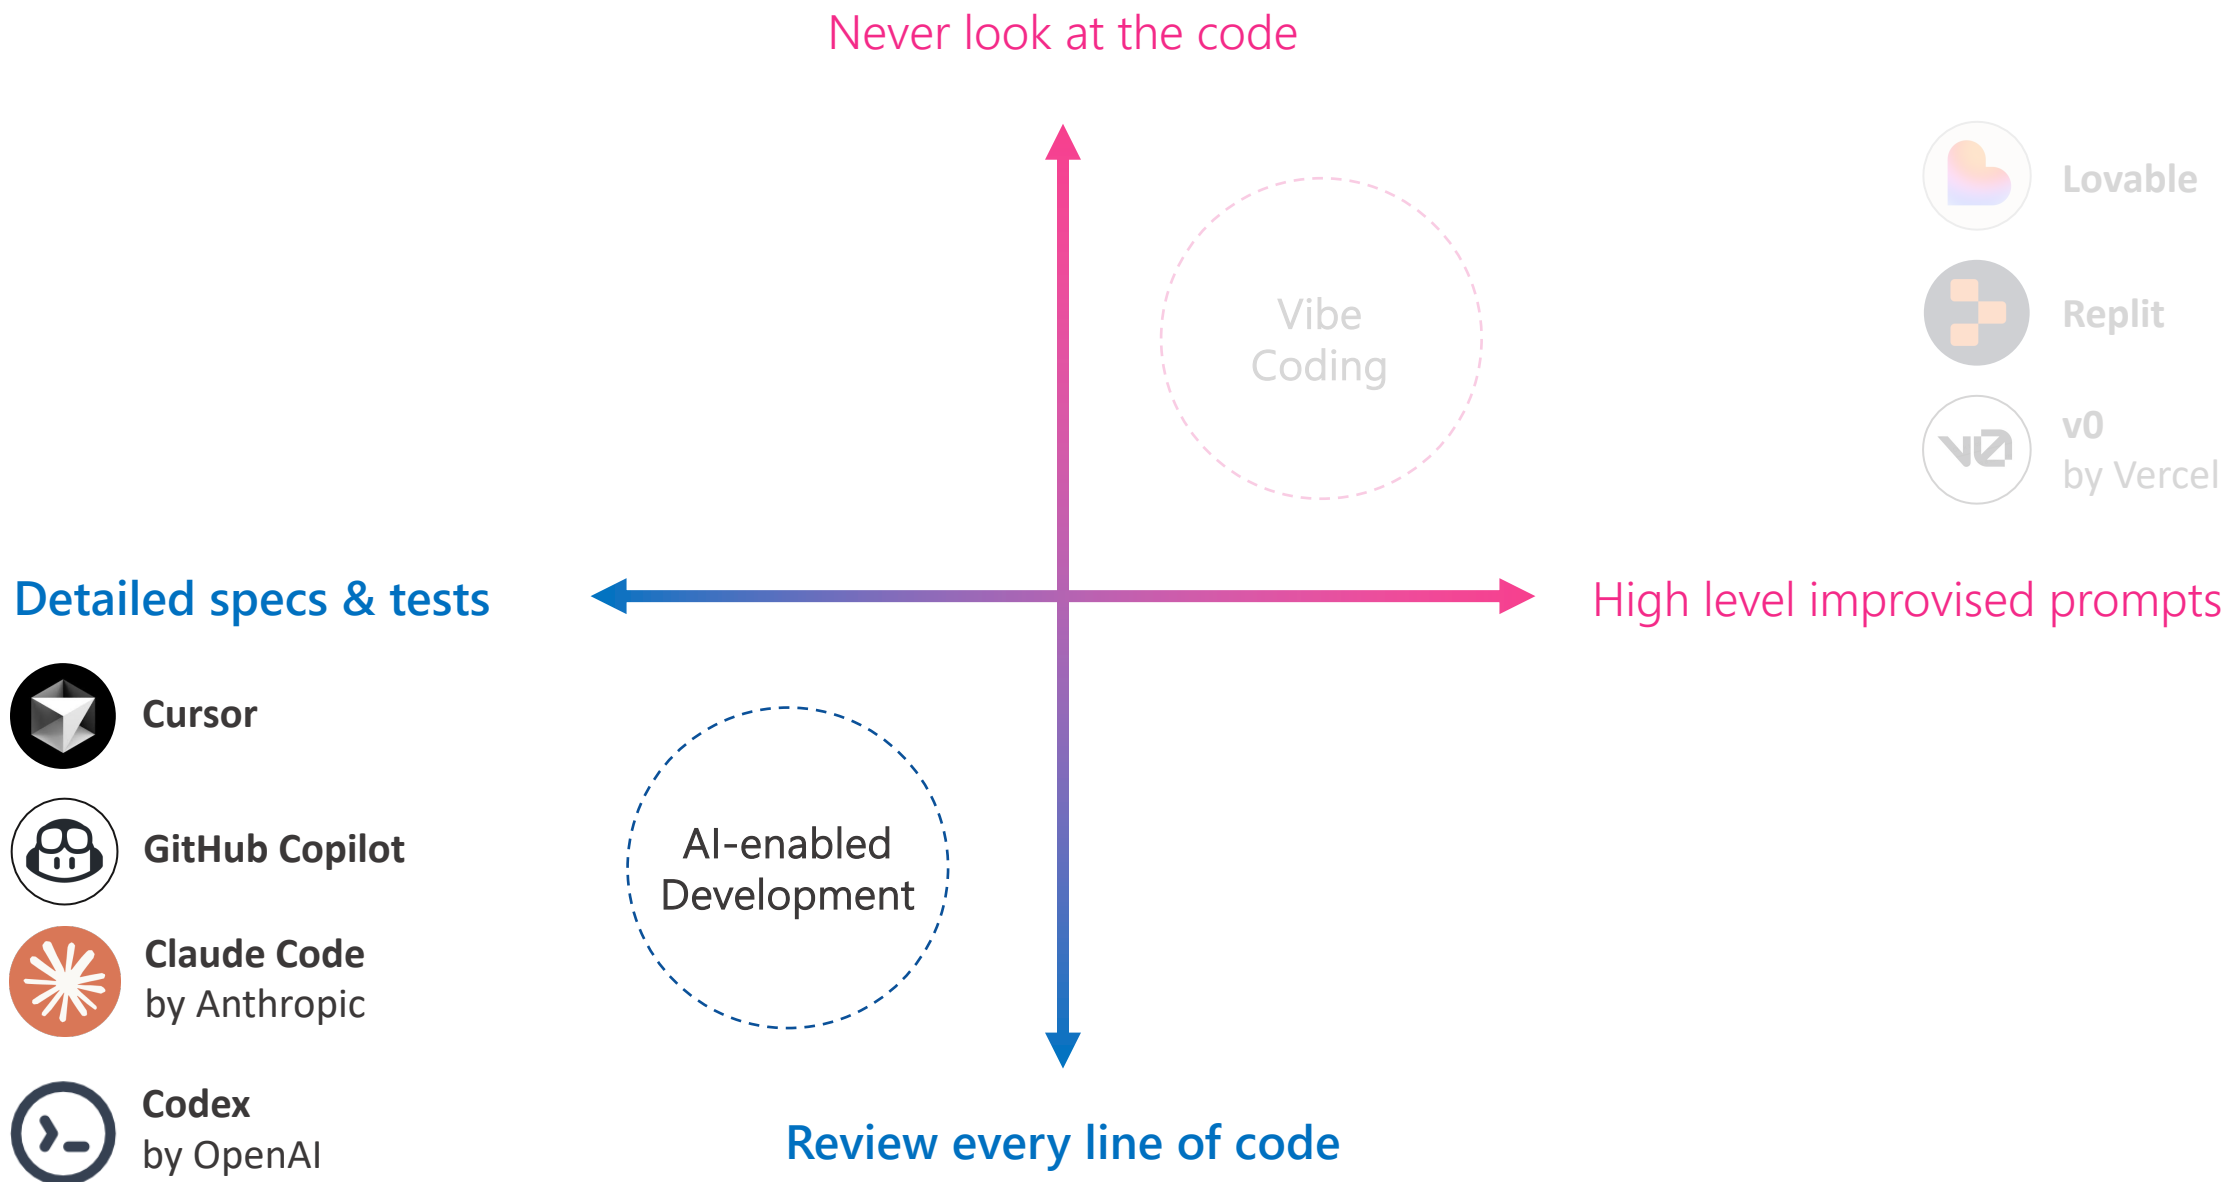 Never look at the code
Lovable
Replit
v0
by Vercel
Vibe
Coding
Detailed specs & tests
High level improvised prompts
Cursor
GitHub Copilot
Claude Code
by Anthropic
Codex
by OpenAI
AI-enabled
Development
Review every line of code